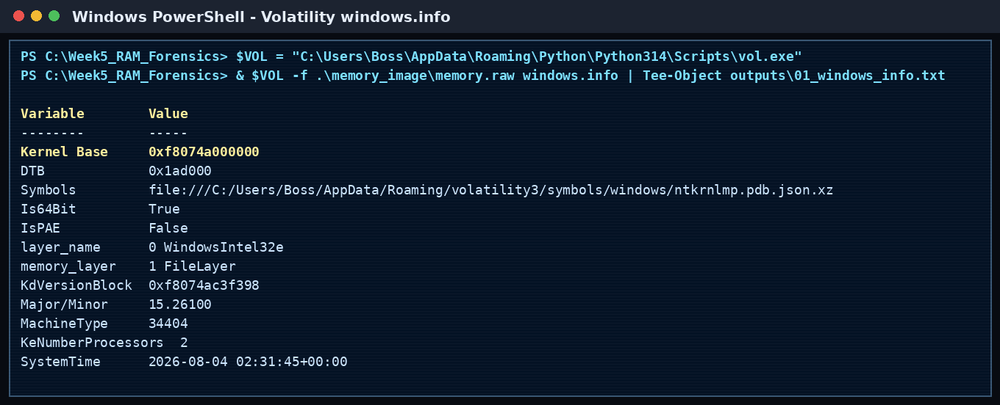 Windows PowerShell - Volatility windows.info
PS C:\Week5_RAM_Forensics> $VOL = "C:\Users\Boss\AppData\Roaming\Python\Python314\Scripts\vol.exe"
PS C:\Week5_RAM_Forensics> & $VOL -f .\memory_image\memory.raw windows.info | Tee-Object outputs\01_windows_info.txt
Variable        Value
--------        -----
Kernel Base     0xf8074a000000
DTB             0x1ad000
Symbols         file:///C:/Users/Boss/AppData/Roaming/volatility3/symbols/windows/ntkrnlmp.pdb.json.xz
Is64Bit         True
IsPAE           False
layer_name      0 WindowsIntel32e
memory_layer    1 FileLayer
KdVersionBlock  0xf8074ac3f398
Major/Minor     15.26100
MachineType     34404
KeNumberProcessors  2
SystemTime      2026-08-04 02:31:45+00:00